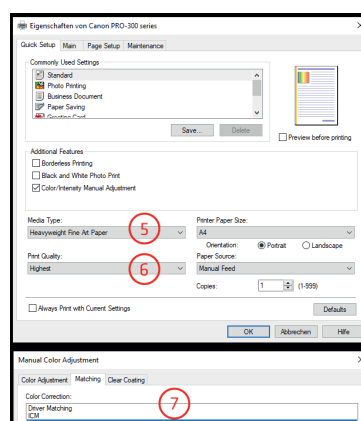 Eigenschaften von Canon PRO-300 series
Quick Setup Main Page Setup Maintenance
Commonly Used Settings
Standard
Photo Printing
Business Document
Paper Saving
Greeting Card
Save... Delete
Preview before printing
Additional Features
Borderless Printing
Black and White Photo Print
Color/Intensity Manual Adjustment
Media Type: Printer Paper Size:
Heavyweight Fine Art Paper 5 A4
Orientation: Portrait Landscape
Print Quality: Paper Source:
Highest 6 Manual Feed
Copies: 1 (1-999)
Always Print with Current Settings Defaults
OK Abbrechen Hilfe
Manual Color Adjustment
Color Adjustment Matching Clear Coating
Color Correction: 7
Driver Matching
ICM